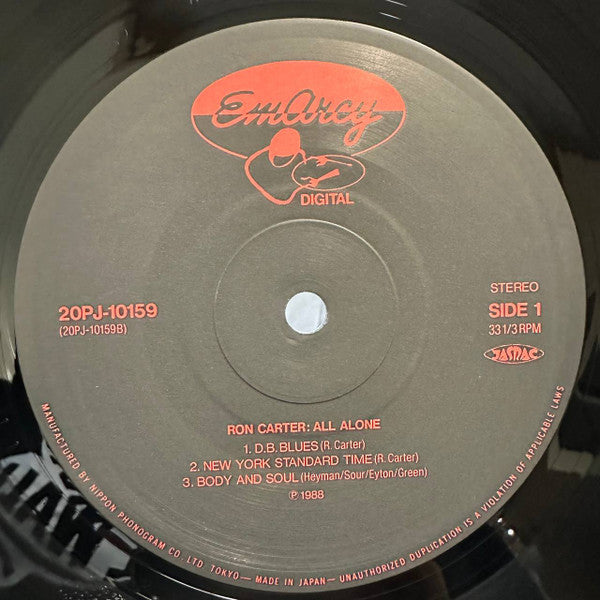 EmArcy
DIGITAL
20PJ-10159
(20PJ-10159B)
STEREO
SIDE 1
33 1/3 RPM
JASRAC
RON CARTER: ALL ALONE
1. D.B. BLUES (R. Carter)
2. NEW YORK STANDARD TIME (R. Carter)
3. BODY AND SOUL (Heyman/Sour/Eyton/Green)
℗ 1988
MANUFACTURED BY NIPPON PHONOGRAM CO. LTD. TOKYO — MADE IN JAPAN — UNAUTHORIZED DUPLICATION IS A VIOLATION OF APPLICABLE LAWS